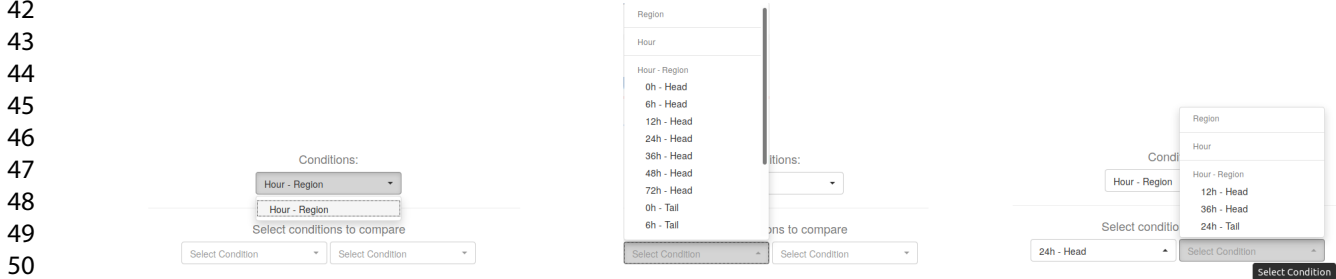 42
43
44
45
46
47
48
49
50
Conditions:
Hour - Region
Hour - Region
Select conditions to compare
Select Condition
Select Condition
Region
Hour
Hour - Region
0h - Head
6h - Head
12h - Head
24h - Head
36h - Head
48h - Head
72h - Head
0h - Tail
6h - Tail
itions:
ons to compare
Select Condition
Select Condition
Region
Hour
Hour - Region
12h - Head
36h - Head
24h - Tail
Condi
Hour - Region
Select conditio
24h - Head
Select Condition
Select Condition